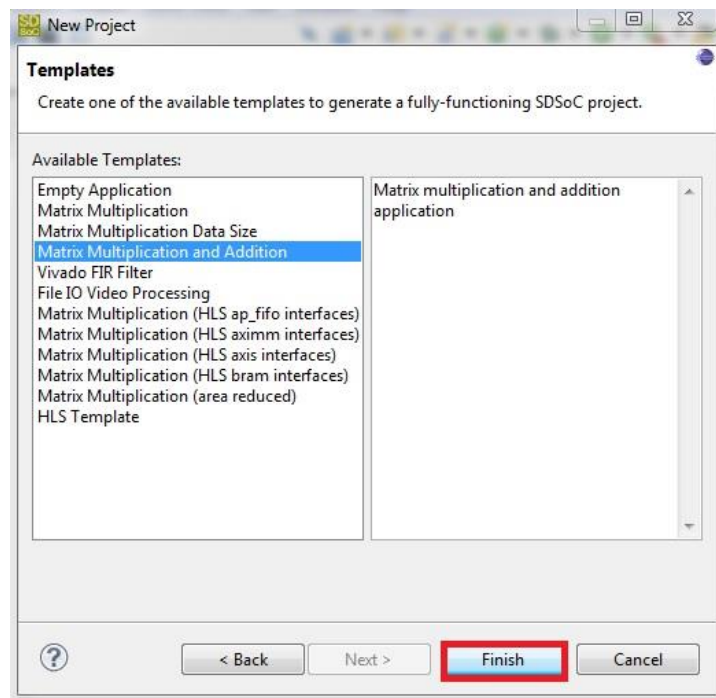 SD
SoC
New Project
Templates
Create one of the available templates to generate a fully-functioning SDSoC project.
Available Templates:
Empty Application
Matrix Multiplication
Matrix Multiplication Data Size
Matrix Multiplication and Addition
Vivado FIR Filter
File IO Video Processing
Matrix Multiplication (HLS ap_fifo interfaces)
Matrix Multiplication (HLS aximm interfaces)
Matrix Multiplication (HLS axis interfaces)
Matrix Multiplication (HLS bram interfaces)
Matrix Multiplication (area reduced)
HLS Template
Matrix multiplication and addition
application
?
< Back
Next >
Finish
Cancel